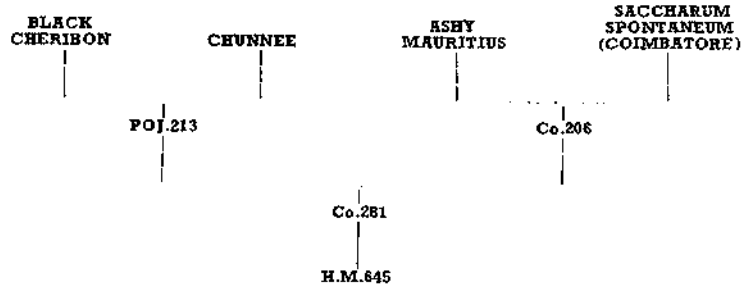 BLACK
CHERIBON
CHUNNEE
ASHY
MAURITIUS
SACCHARUM
SPONTANEUM
(COIMBATORE)
POJ.213
Co.206
Co.281
H.M.645